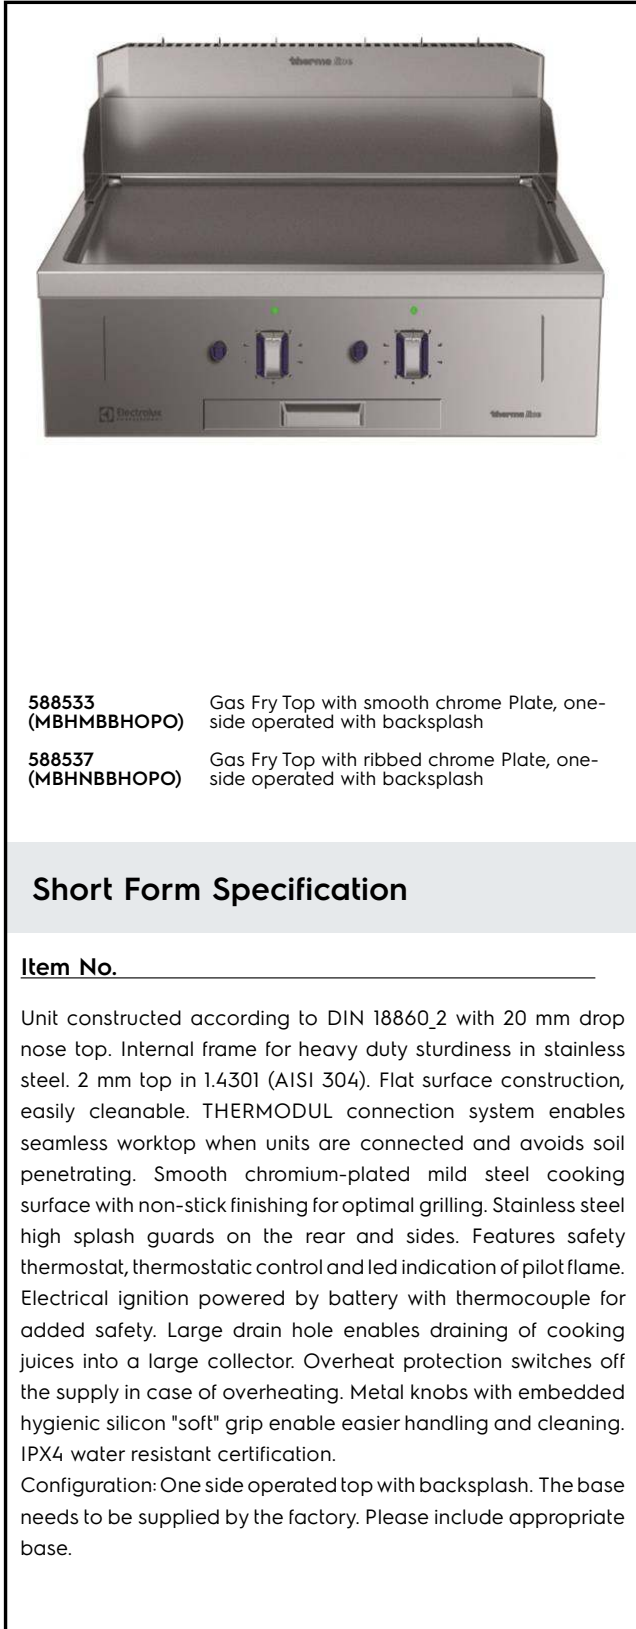 thermaline
Electrolux
PROFESSIONAL
thermaline
588533
(MBHMBBHOPO)
Gas Fry Top with smooth chrome Plate, one-
side operated with backsplash
588537
(MBHNBBHOPO)
Gas Fry Top with ribbed chrome Plate, one-
side operated with backsplash
Short Form Specification
Item No.
Unit constructed according to DIN 18860_2 with 20 mm drop
nose top. Internal frame for heavy duty sturdiness in stainless
steel. 2 mm top in 1.4301 (AISI 304). Flat surface construction,
easily cleanable. THERMODUL connection system enables
seamless worktop when units are connected and avoids soil
penetrating. Smooth chromium-plated mild steel cooking
surface with non-stick finishing for optimal grilling. Stainless steel
high splash guards on the rear and sides. Features safety
thermostat, thermostatic control and led indication of pilot flame.
Electrical ignition powered by battery with thermocouple for
added safety. Large drain hole enables draining of cooking
juices into a large collector. Overheat protection switches off
the supply in case of overheating. Metal knobs with embedded
hygienic silicon "soft" grip enable easier handling and cleaning.
IPX4 water resistant certification.
Configuration: One side operated top with backsplash. The base
needs to be supplied by the factory. Please include appropriate
base.